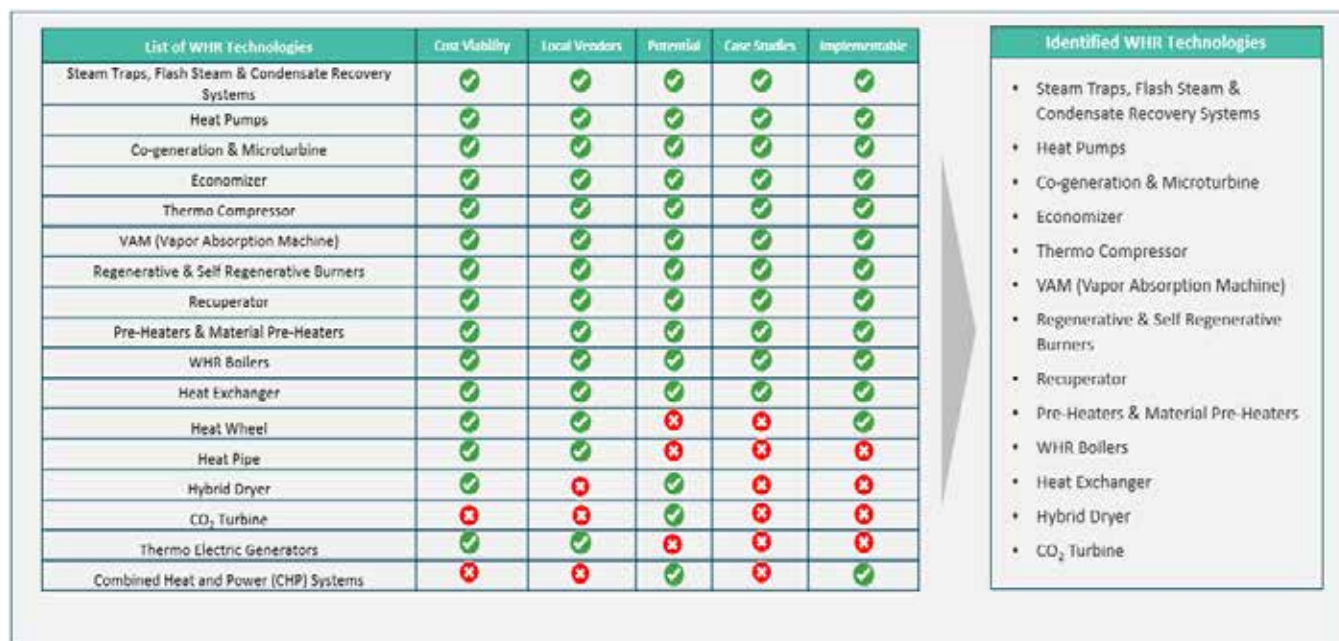 List of WHR Technologies Cost Viability Local Vendors Potential Case Studies Implementable
Steam Traps, Flash Steam & Condensate Recovery
Systems
Heat Pumps
Co-generation & Microturbine
Economizer
Thermo Compressor
VAM (Vapor Absorption Machine)
Regenerative & Self Regenerative Burners
Recuperator
Pre-Heaters & Material Pre-Heaters
WHR Boilers
Heat Exchanger
Heat Wheel
Heat Pipe
Hybrid Dryer
CO₂ Turbine
Thermo Electric Generators
Combined Heat and Power (CHP) Systems
Identified WHR Technologies
• Steam Traps, Flash Steam &
Condensate Recovery Systems
• Heat Pumps
• Co-generation & Microturbine
• Economizer
• Thermo Compressor
• VAM (Vapor Absorption Machine)
• Regenerative & Self Regenerative
Burners
• Recuperator
• Pre-Heaters & Material Pre-Heaters
• WHR Boilers
• Heat Exchanger
• Hybrid Dryer
• CO₂ Turbine